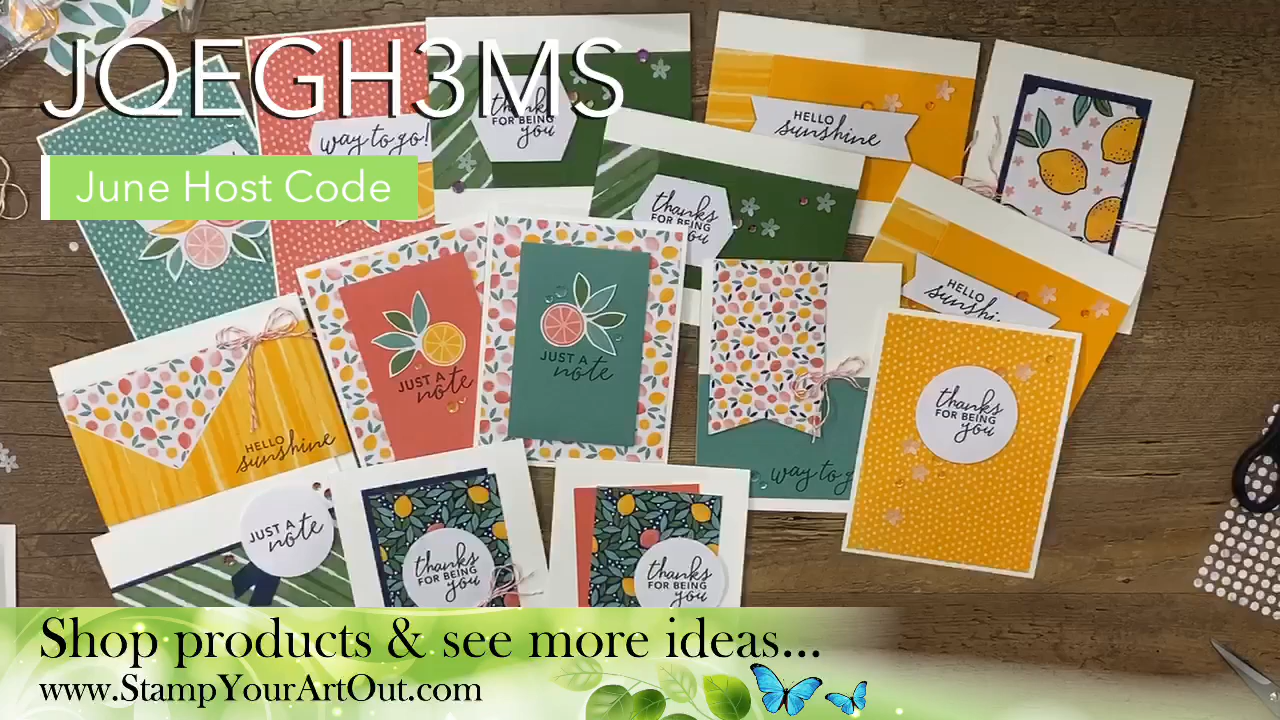 JQEGH3MS
June Host Code
way to go!
thanks
FOR BEING
you
HELLO
sunshine
thanks
FOR BEING
you
HELLO
sunshi
JUST A
note
JUST A
note
thanks
FOR BEING
you
HELLO
sunshine
way to g
JUST A
note
thanks
FOR BEING
you
thanks
FOR BEING
you
Shop products & see more ideas...
www.StampYourArtOut.com